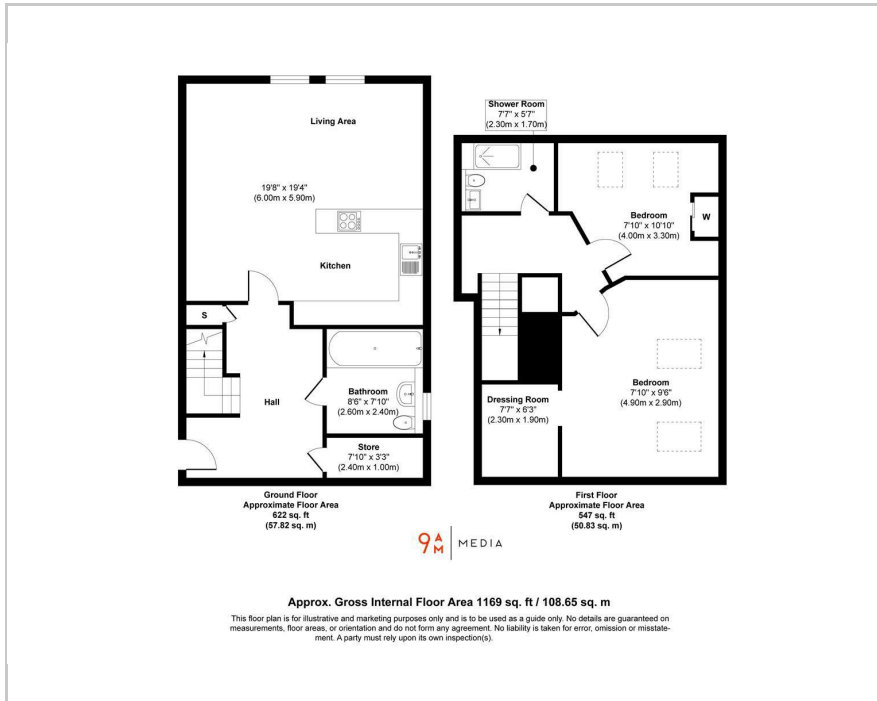 Living Area
19'8" x 19'4"
(6.00m x 5.90m)
Kitchen
S
Hall
Bathroom
8'6" x 7'10"
(2.60m x 2.40m)
Store
7'10" x 3'3"
(2.40m x 1.00m)
Ground Floor
Approximate Floor Area
622 sq. ft
(57.82 sq. m)
Shower Room
7'7" x 5'7"
(2.30m x 1.70m)
Bedroom
7'10" x 10'10"
(4.00m x 3.30m)
W
Bedroom
7'10" x 9'6"
(4.90m x 2.90m)
Dressing Room
7'7" x 6'3"
(2.30m x 1.90m)
First Floor
Approximate Floor Area
547 sq. ft
(50.83 sq. m)
9AM MEDIA
Approx. Gross Internal Floor Area 1169 sq. ft / 108.65 sq. m
This floor plan is for illustrative and marketing purposes only and is to be used as a guide only. No details are guaranteed on
measurements, floor areas, or orientation and do not form any agreement. No liability is taken for error, omission or misstate-
ment. A party must rely upon its own inspection(s).